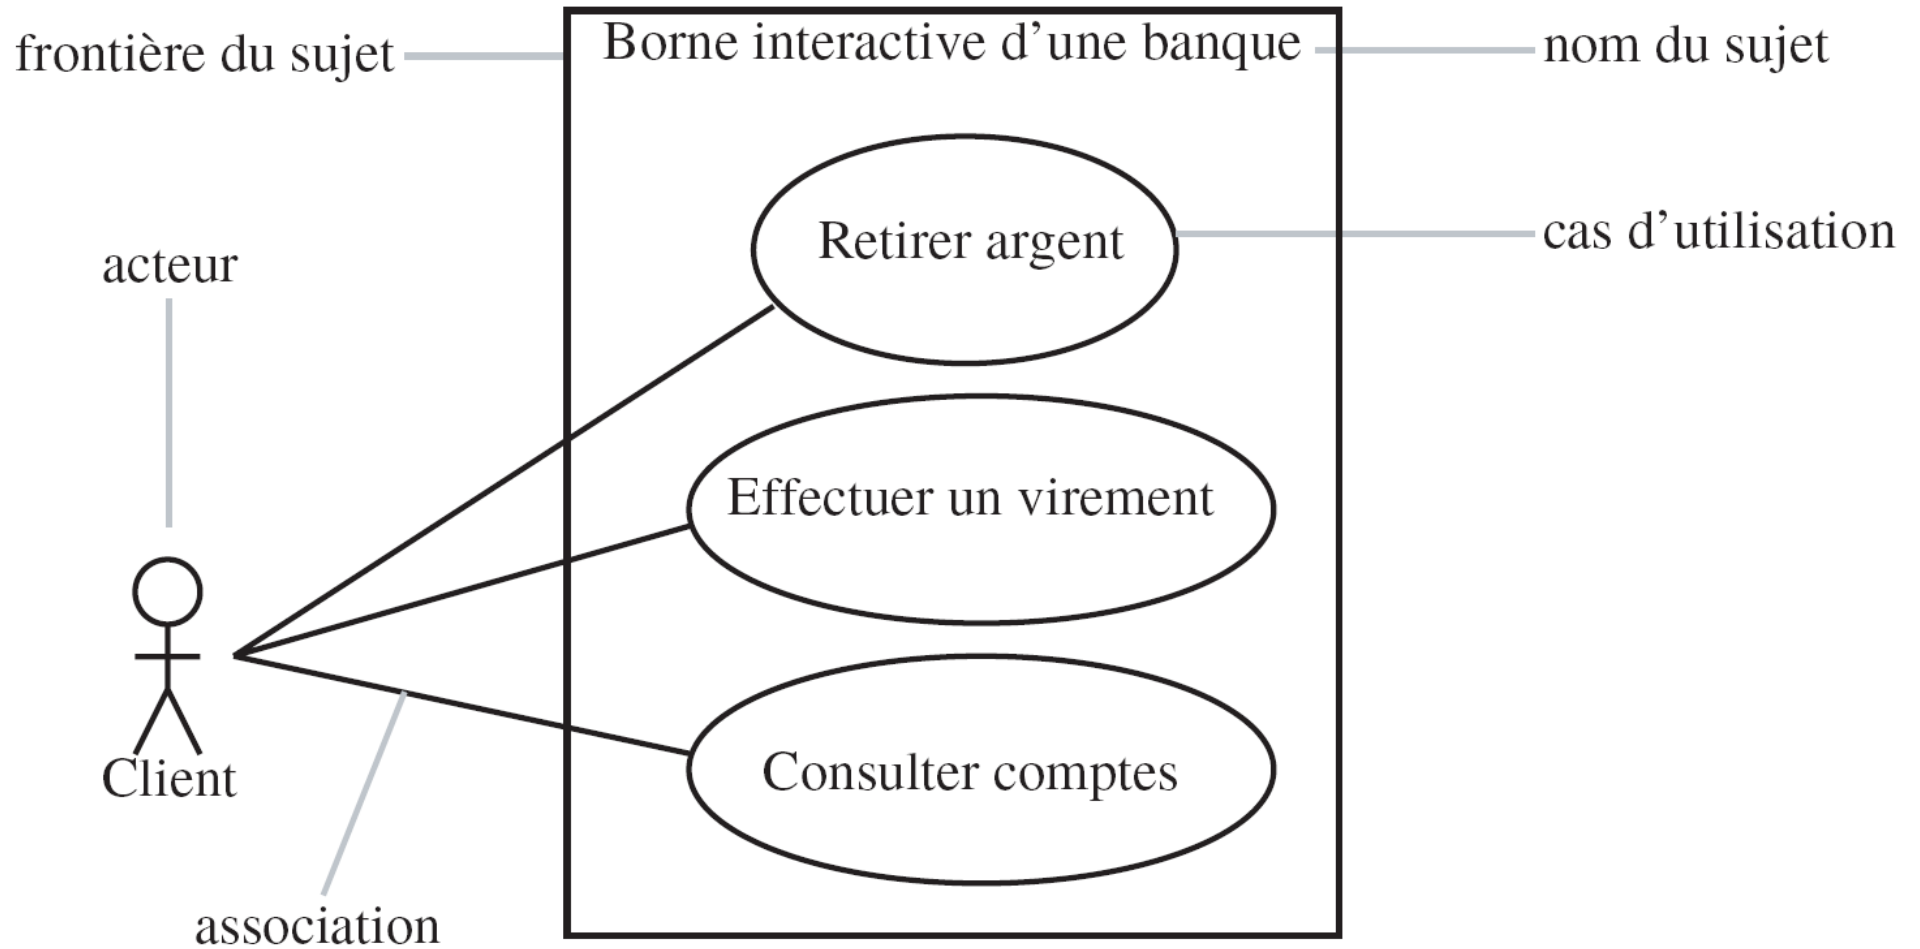 frontière du sujet
Borne interactive d’une banque
nom du sujet
Retirer argent
cas d’utilisation
acteur
Effectuer un virement
Consulter comptes
Client
association